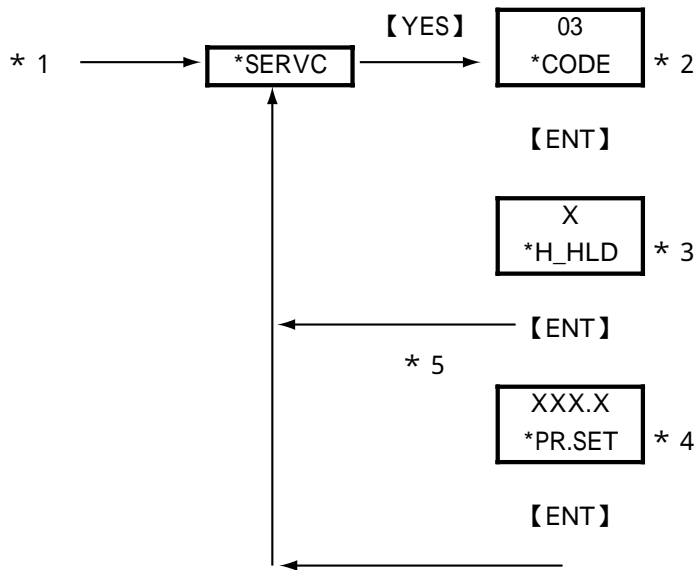 【YES】
03
* 1
*SERVC
*CODE
* 2
【ENT】
X
*H_HLD
* 3
【ENT】
* 5
XXX.X
*PR.SET
* 4
【ENT】